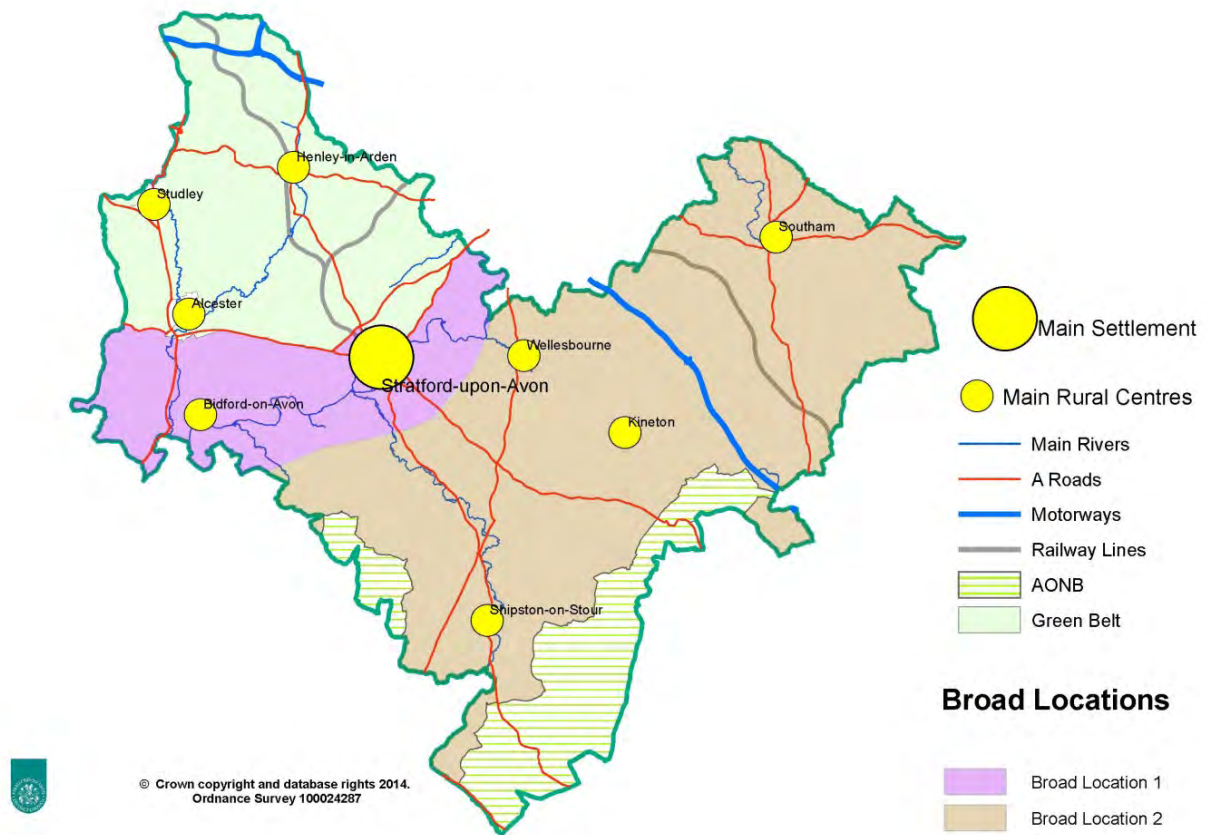 Henley-in-Arden
Studley
Southam
Alcester
Wellesbourne
Stratford-upon-Avon
Bidford-on-Avon
Kineton
Shipston-on-Stour
Main Settlement
Main Rural Centres
Main Rivers
A Roads
Motorways
Railway Lines
AONB
Green Belt
Broad Locations
Broad Location 1
Broad Location 2
© Crown copyright and database rights 2014.
Ordnance Survey 100024287